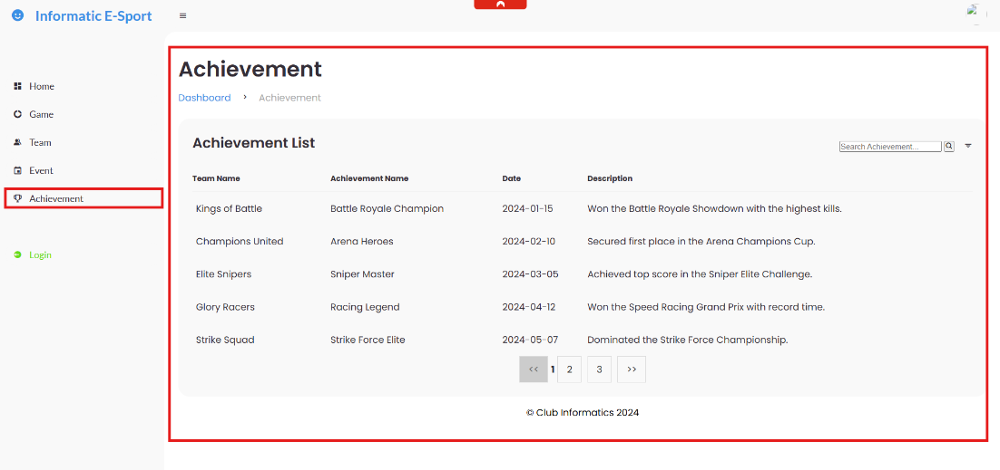 Informatic E-Sport
Home
Game
Team
Event
Achievement
Login
Achievement
Dashboard > Achievement
Achievement List
Search Achievement...
Team Name Achievement Name Date Description
Kings of Battle Battle Royale Champion 2024-01-15 Won the Battle Royale Showdown with the highest kills.
Champions United Arena Heroes 2024-02-10 Secured first place in the Arena Champions Cup.
Elite Snipers Sniper Master 2024-03-05 Achieved top score in the Sniper Elite Challenge.
Glory Racers Racing Legend 2024-04-12 Won the Speed Racing Grand Prix with record time.
Strike Squad Strike Force Elite 2024-05-07 Dominated the Strike Force Championship.
<< 1 2 3 >>
© Club Informatics 2024